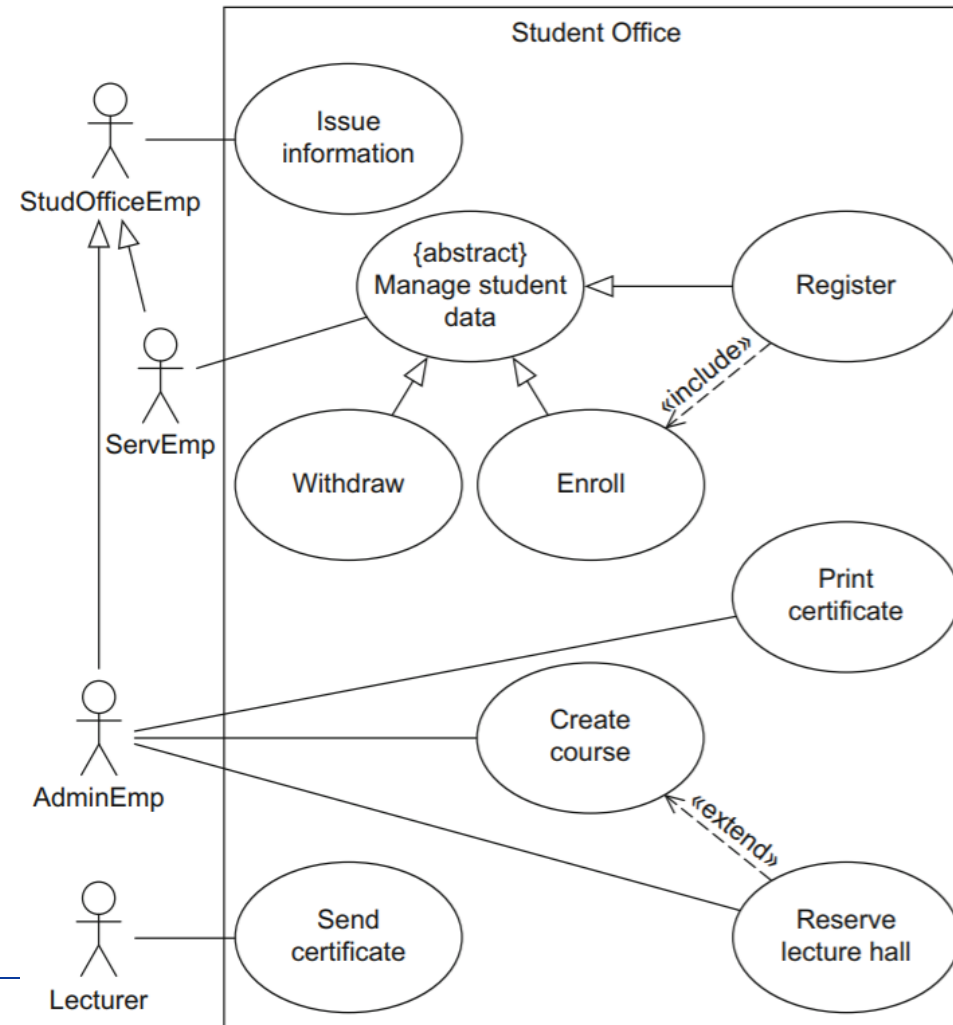 Student Office
Issue
information
StudOfficeEmp
{abstract}
Manage student
data
Register
«include»
ServEmp
Withdraw
Enroll
Print
certificate
Create
course
AdminEmp
«extend»
Send
certificate
Reserve
lecture hall
Lecturer